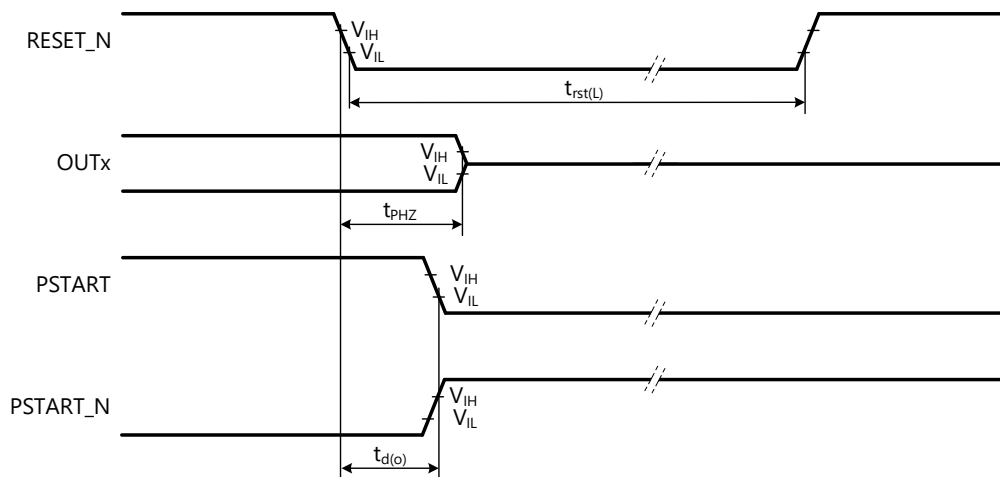 RESET_N
V_IH
V_IL
t_rst(L)
OUTx
V_IH
V_IL
t_PHZ
PSTART
V_IH
V_IL
PSTART_N
V_IH
V_IL
t_d(o)